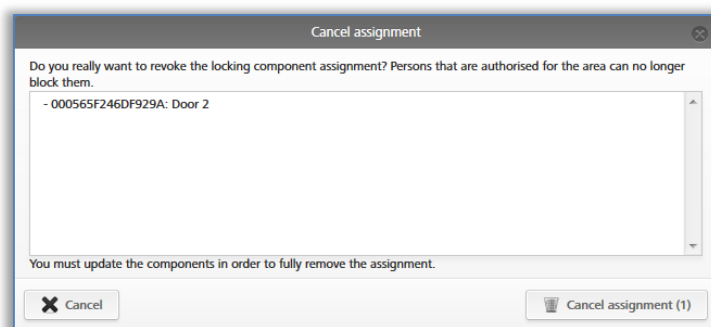 Cancel assignment
Do you really want to revoke the locking component assignment? Persons that are authorised for the area can no longer
block them.
- 000565F246DF929A: Door 2
You must update the components in order to fully remove the assignment.
Cancel
Cancel assignment (1)